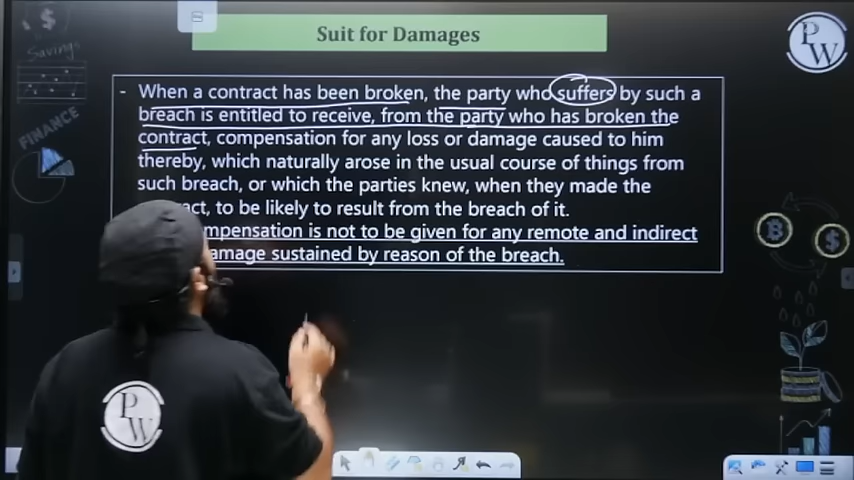 Suit for Damages
Savings
FINANCE
P
W
- When a contract has been broken, the party who suffers by such a
breach is entitled to receive, from the party who has broken the
contract, compensation for any loss or damage caused to him
thereby, which naturally arose in the usual course of things from
such breach, or which the parties knew, when they made the
act, to be likely to result from the breach of it.
mpensation is not to be given for any remote and indirect
amage sustained by reason of the breach.
P
W